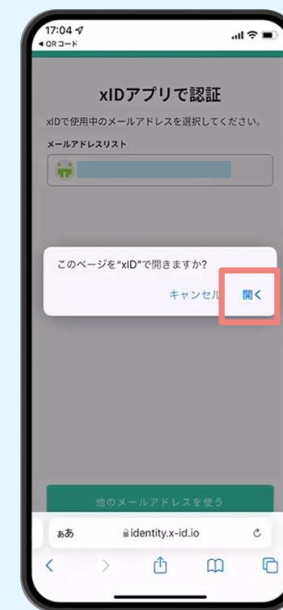 17:04
◀ QRコード
xIDアプリで認証
xIDで使用中のメールアドレスを選択してください。
メールアドレスリスト
このページを"xID"で開きますか?
キャンセル 開く
他のメールアドレスを使う
ぁあ identity.x-id.io